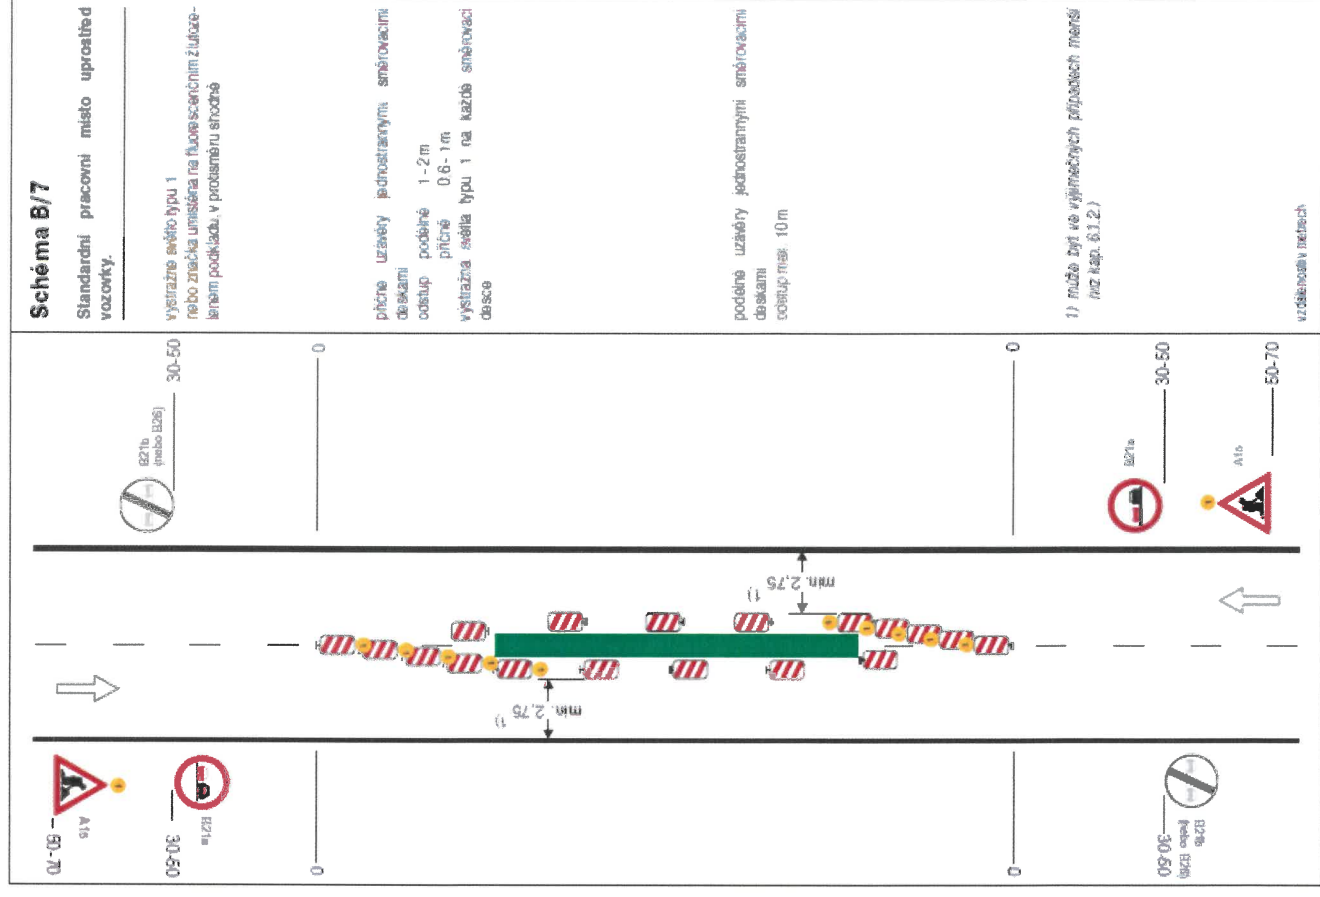 Schéma B/7
Standardní pracovní místo uprostřed
vozovky.
výstražné světlo typu 1
nebo značka umístěna na fluorescenčním žlutoze-
leném podkladu, v protisměru shodně
příčné uzávěry jednostrannými směrovacími
deskami
odstup podélně 1 - 2 m
příčně 0,6 - 1 m
výstražná světla typu 1 na každé směrovací
desce
podélné uzávěry jednostrannými směrovacími
deskami
odstup max. 10 m
1) může být ve výjimečných případech menší
(viz kap. 6.1.2.)
vzdálenosti v metrech
B21b
(nebo B26)
30-50
0
0
B21a
30-50
A15
50-70
min. 2,75
1)
min. 2,75
1)
50-70
A15
30-50
B21a
0
0
30-50
B21b
(nebo B26)